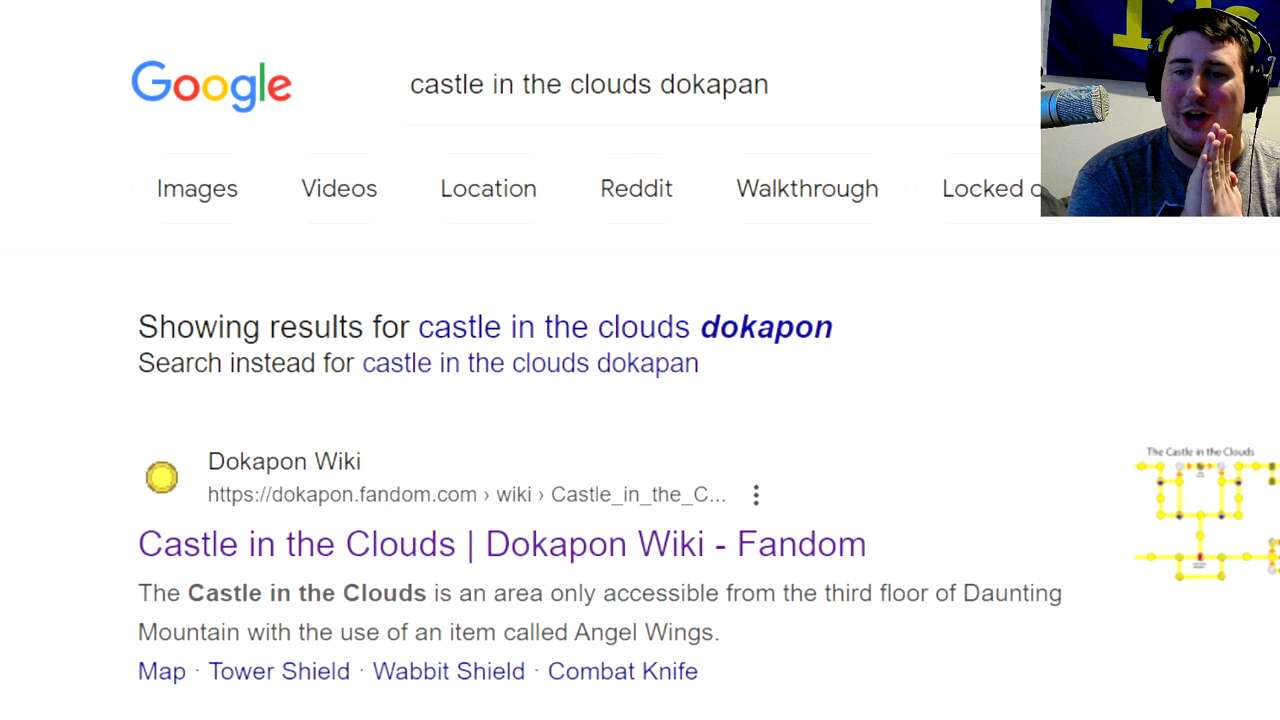 Google
castle in the clouds dokapan
Images
Videos
Location
Reddit
Walkthrough
Locked
Showing results for castle in the clouds dokapon
Search instead for castle in the clouds dokapan
Dokapon Wiki
https://dokapon.fandom.com › wiki › Castle_in_the_C...
The Castle in the Clouds
Castle in the Clouds | Dokapon Wiki - Fandom
The Castle in the Clouds is an area only accessible from the third floor of Daunting
Mountain with the use of an item called Angel Wings.
Map · Tower Shield · Wabbit Shield · Combat Knife